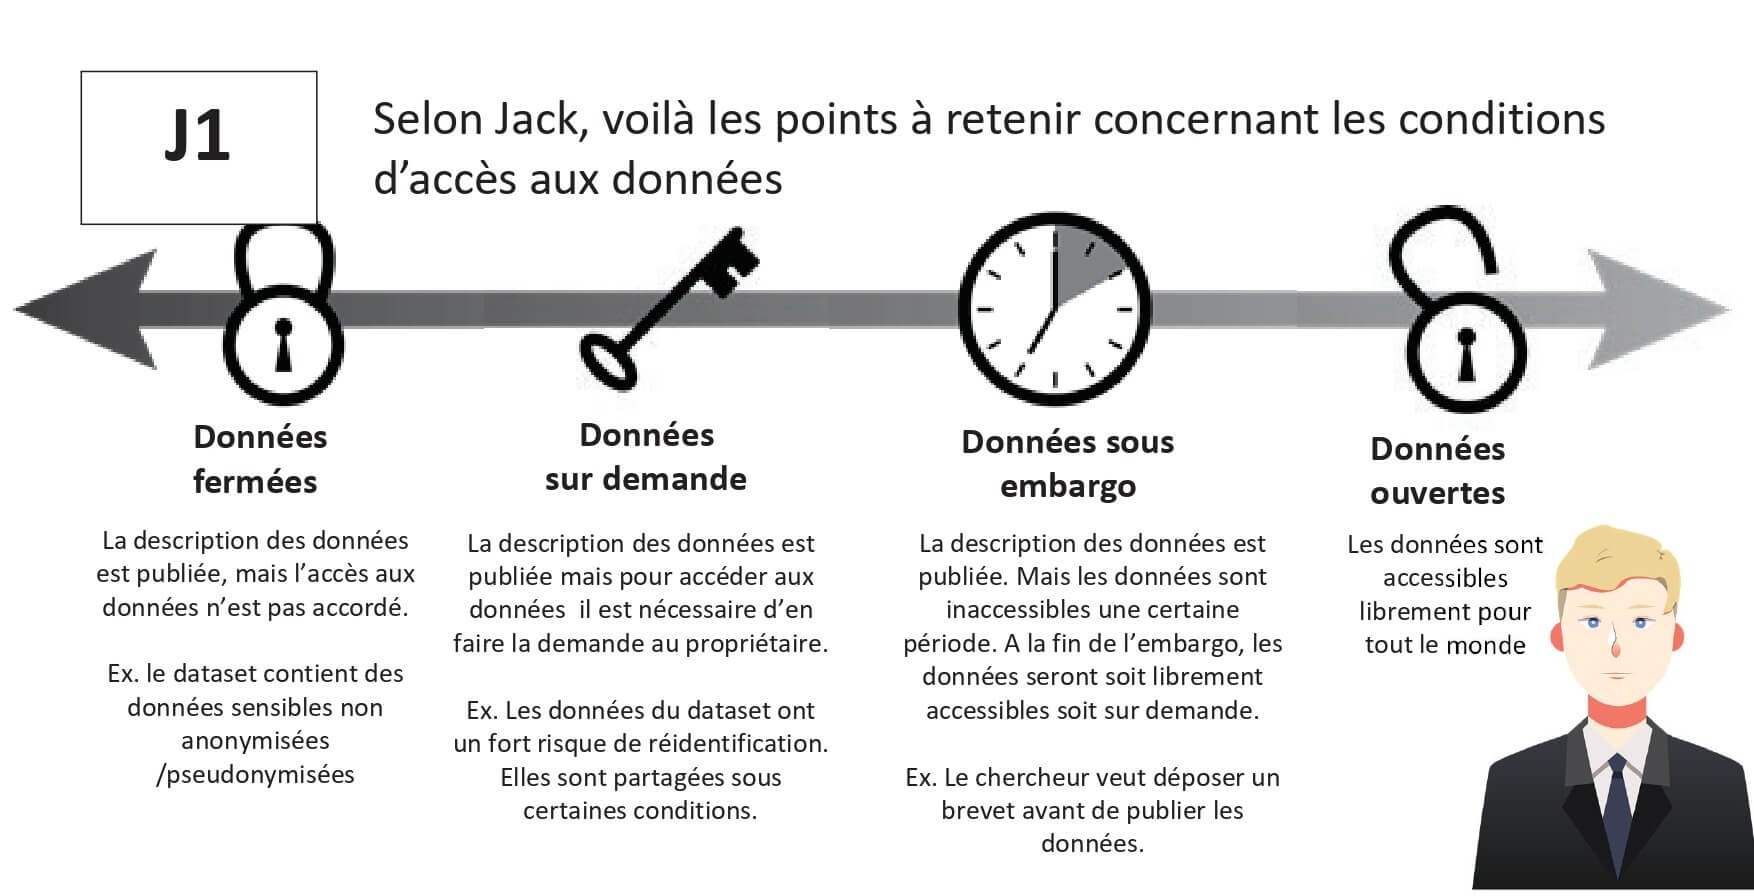 J1
Selon Jack, voilà les points à retenir concernant les conditions
d’accès aux données
Données
fermées
La description des données
est publiée, mais l’accès aux
données n’est pas accordé.
Ex. le dataset contient des
données sensibles non
anonymisées
/pseudonymisées
Données
sur demande
La description des données est
publiée mais pour accéder aux
données il est nécessaire d’en
faire la demande au propriétaire.
Ex. Les données du dataset ont
un fort risque de réidentification.
Elles sont partagées sous
certaines conditions.
Données sous
embargo
La description des données est
publiée. Mais les données sont
inaccessibles une certaine
période. A la fin de l’embargo, les
données seront soit librement
accessibles soit sur demande.
Ex. Le chercheur veut déposer un
brevet avant de publier les
données.
Données
ouvertes
Les données sont
accessibles
librement pour
tout le monde